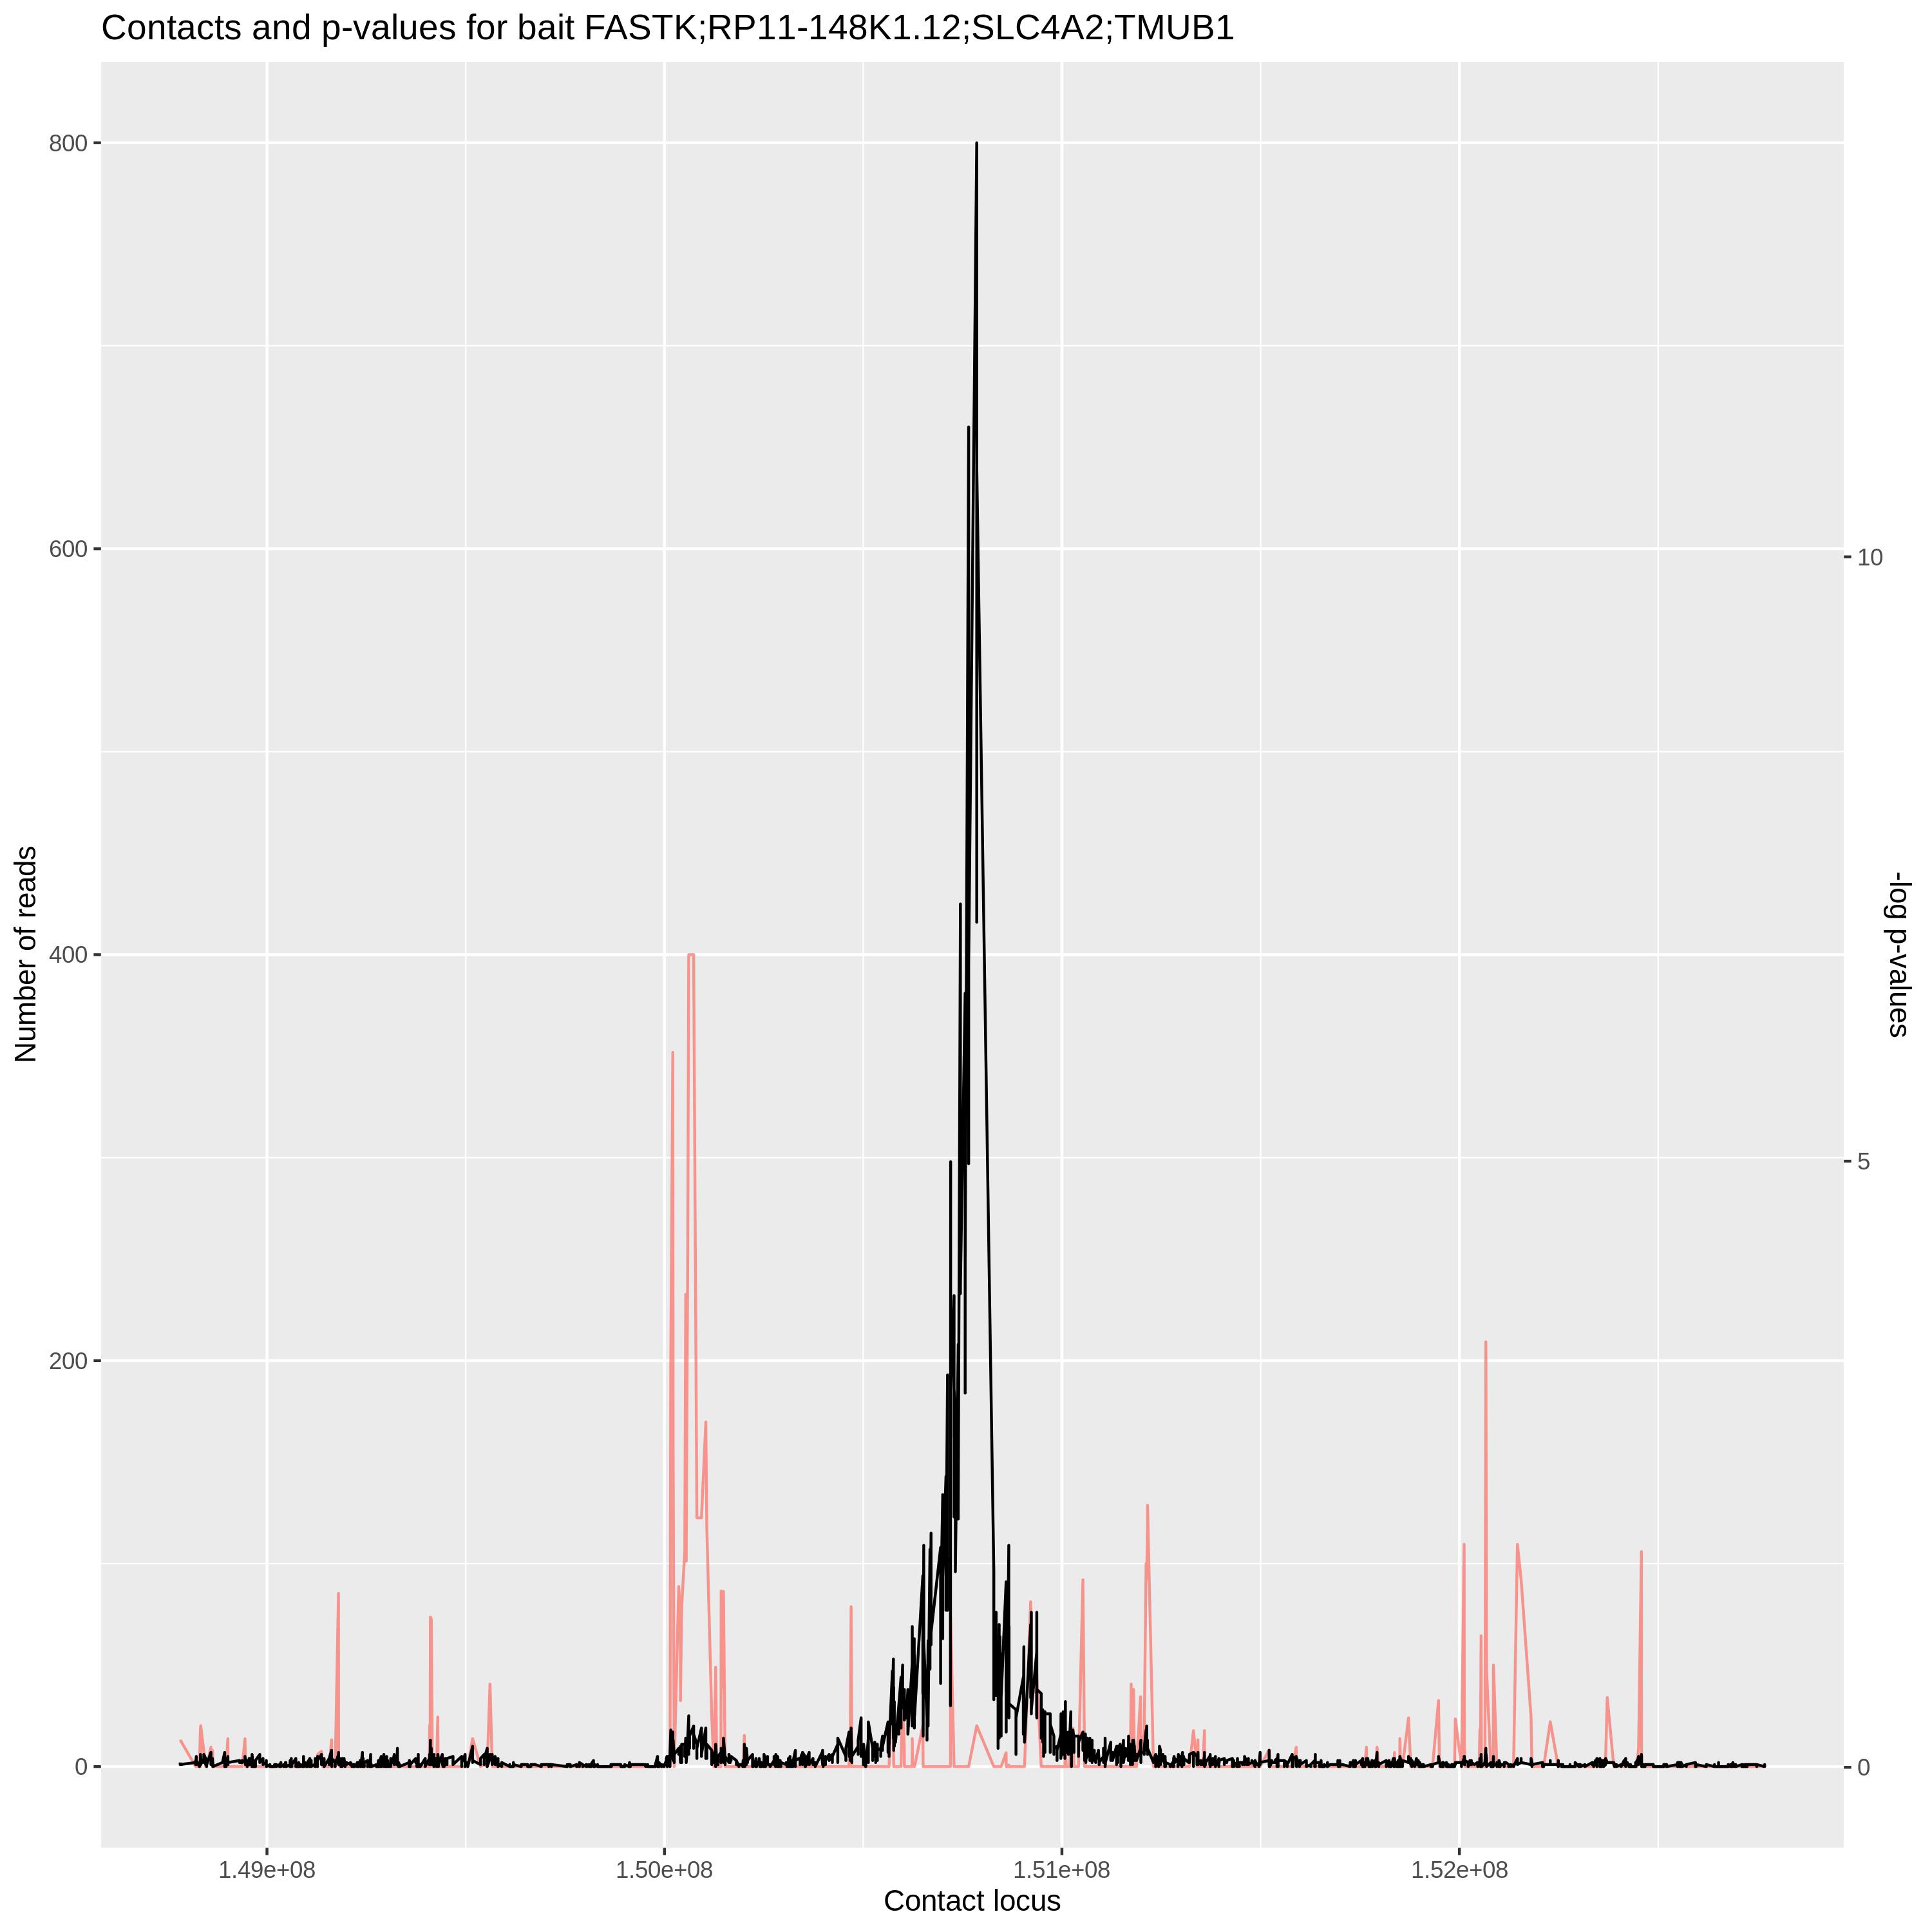 Contacts and p-values for bait FASTK;RP11-148K1.12;SLC4A2;TMUB1
800
600
400
200
0
Number of reads
10
5
0
-log p-values
1.49e+08
1.50e+08
1.51e+08
1.52e+08
Contact locus